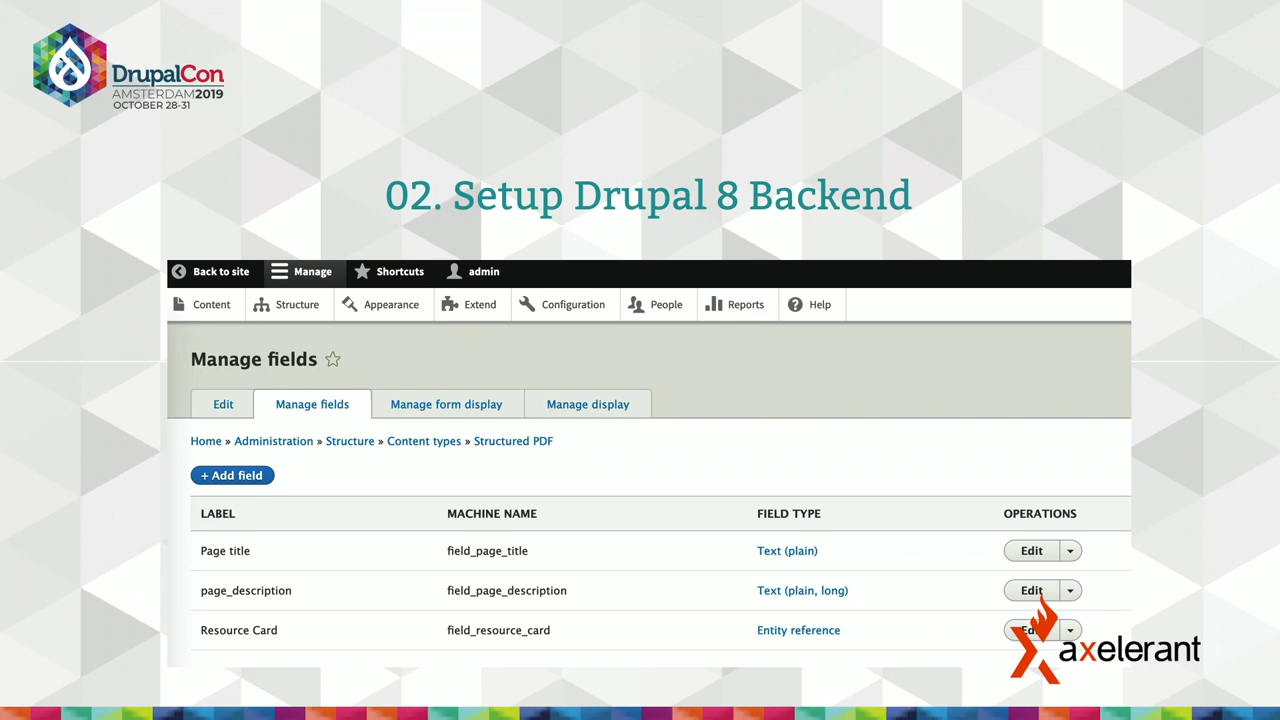 DrupalCon
AMSTERDAM2019
OCTOBER 28-31
02. Setup Drupal 8 Backend
Back to site Manage Shortcuts admin
Content Structure Appearance Extend Configuration People Reports Help
Manage fields
Edit Manage fields Manage form display Manage display
Home » Administration » Structure » Content types » Structured PDF
+ Add field
LABEL MACHINE NAME FIELD TYPE OPERATIONS
Page title field_page_title Text (plain) Edit
page_description field_page_description Text (plain, long) Edit
Resource Card field_resource_card Entity reference
axelerant